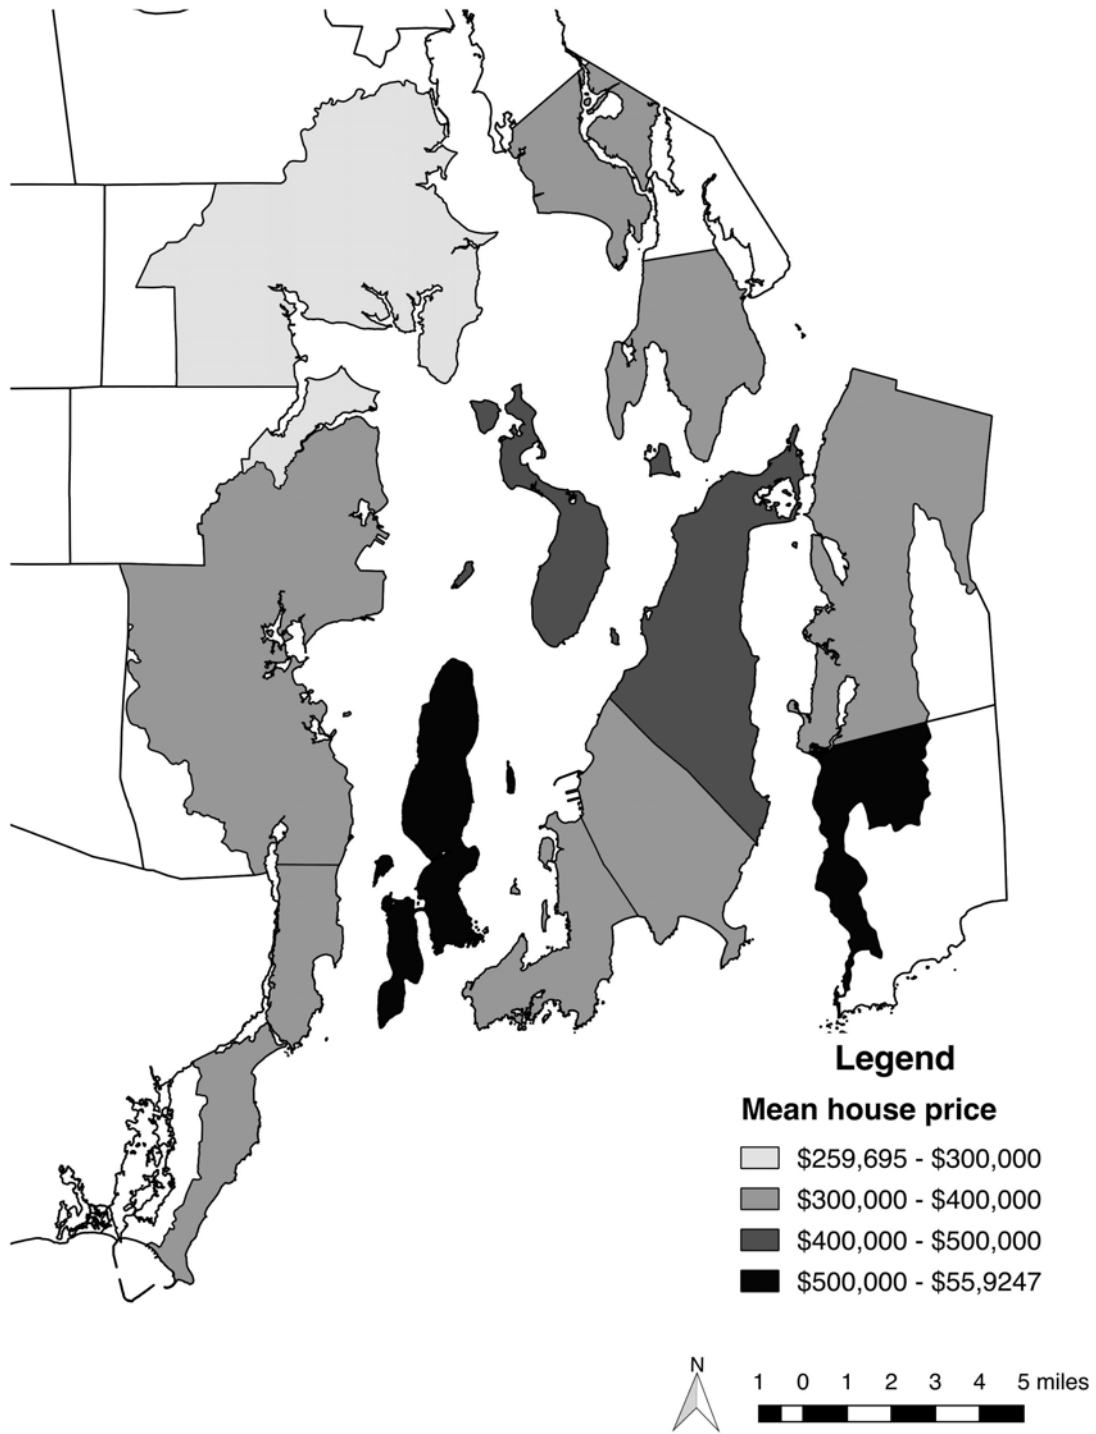 Legend
Mean house price
$259,695 - $300,000
$300,000 - $400,000
$400,000 - $500,000
$500,000 - $55,9247
N
1 0 1 2 3 4 5 miles